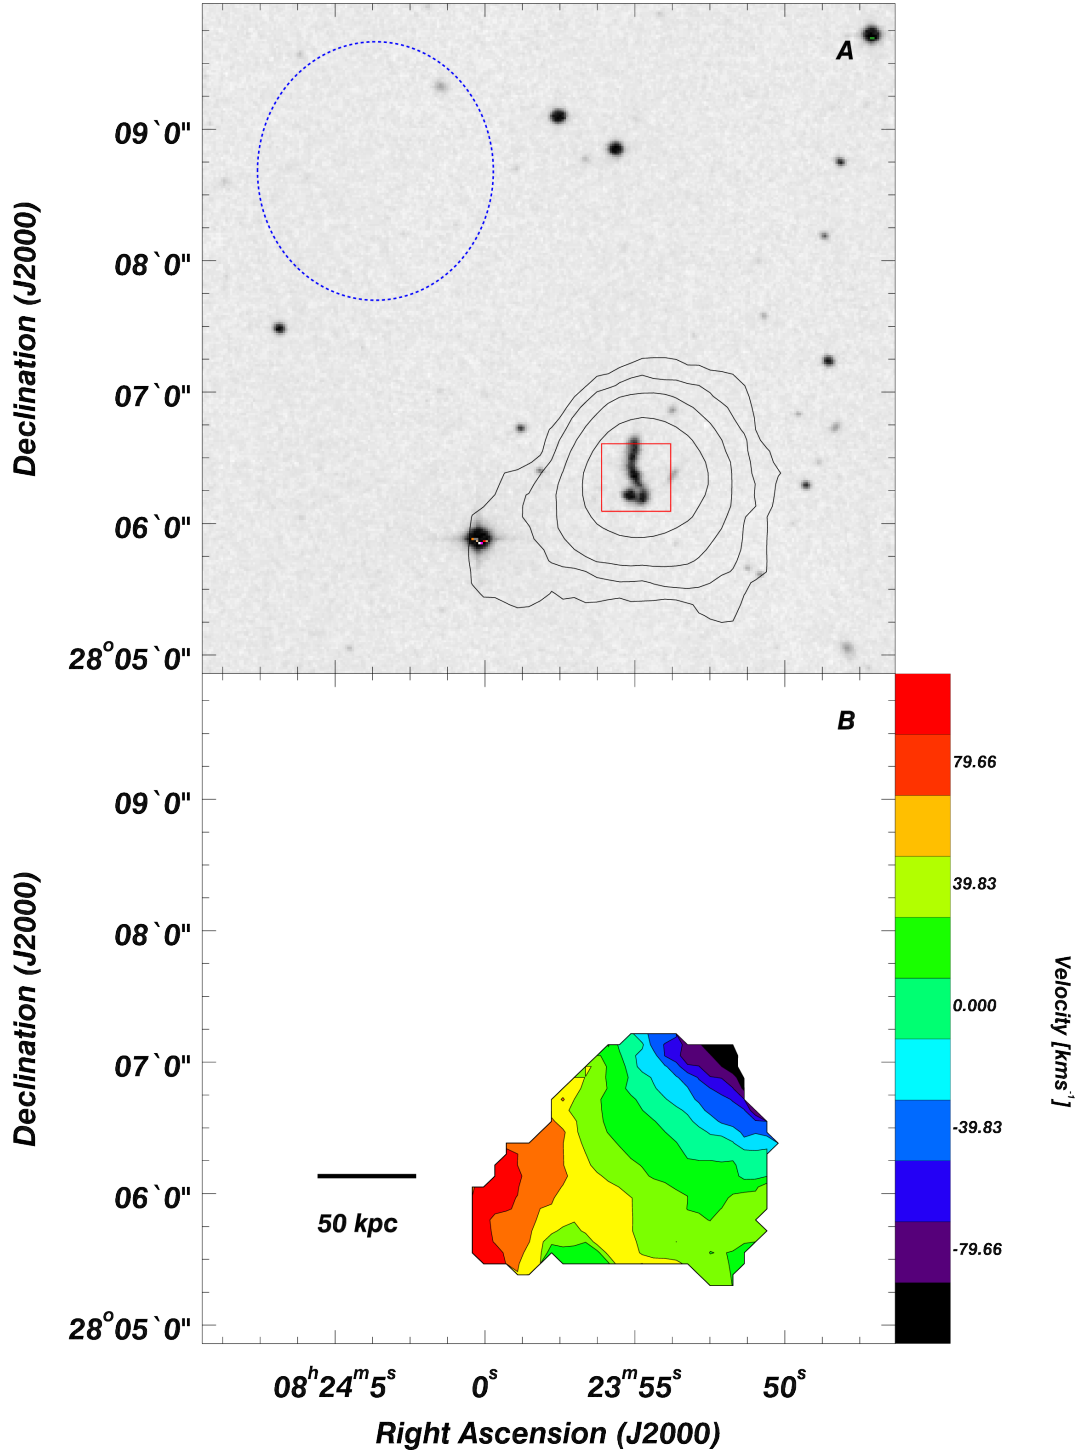 A
09`0"
08`0"
07`0"
06`0"
28°05`0"
Declination (J2000)
B
09`0"
08`0"
07`0"
06`0"
28°05`0"
Declination (J2000)
50 kpc
79.66
39.83
0.000
-39.83
-79.66
Velocity [kms⁻¹]
08ʰ24ᵐ5ˢ 0ˢ 23ᵐ55ˢ 50ˢ
Right Ascension (J2000)